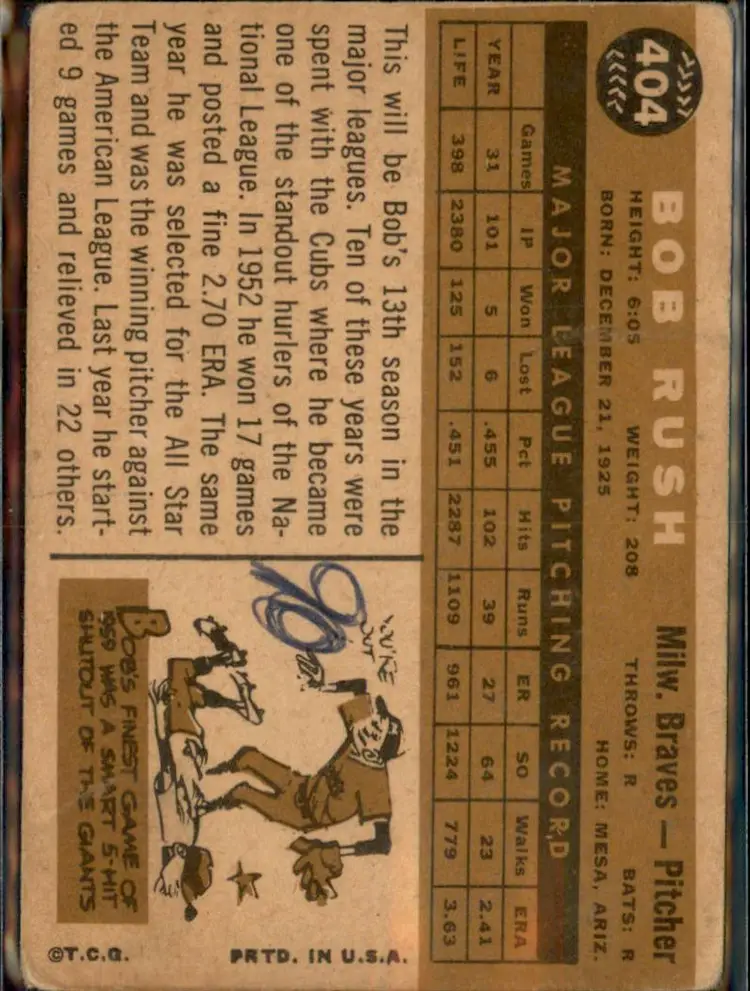 404
BOB RUSH
Milw. Braves — Pitcher
HEIGHT: 6:05 WEIGHT: 208 THROWS: R BATS: R
BORN: DECEMBER 21, 1925 HOME: MESA, ARIZ.
MAJOR LEAGUE PITCHING RECORD
Games IP Won Lost Pct Hits Runs ER SO Walks ERA
YEAR 31 101 5 6 .455 102 39 27 64 23 2.41
LIFE 398 2380 125 152 .451 2287 1109 961 1224 779 3.63
This will be Bob's 13th season in the
major leagues. Ten of these years were
spent with the Cubs where he became
one of the standout hurlers of the Na-
tional League. In 1952 he won 17 games
and posted a fine 2.70 ERA. The same
year he was selected for the All Star
Team and was the winning pitcher against
the American League. Last year he start-
ed 9 games and relieved in 22 others.
YOU'RE
OUT
90
BOB'S FINEST GAME OF
1959 WAS A SMART 5-HIT
SHUTOUT OF THE GIANTS
©T.C.G. PRTD. IN U.S.A.